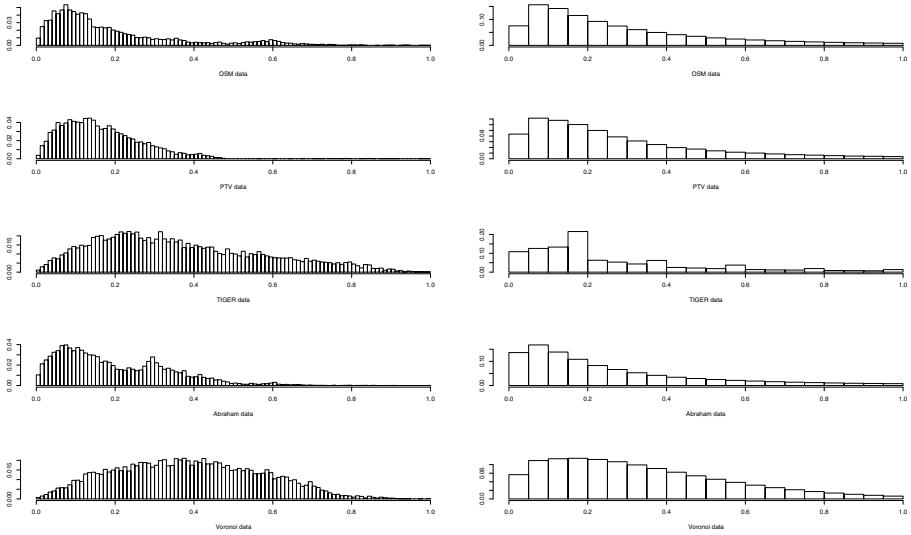 0.00 0.03
0.0 0.2 0.4 0.6 0.8 1.0
OSM data
0.00 0.10
0.0 0.2 0.4 0.6 0.8 1.0
OSM data
0.00 0.02 0.04
0.0 0.2 0.4 0.6 0.8 1.0
PTV data
0.00 0.08
0.0 0.2 0.4 0.6 0.8 1.0
PTV data
0.000 0.015
0.0 0.2 0.4 0.6 0.8 1.0
TIGER data
0.00 0.10 0.20
0.0 0.2 0.4 0.6 0.8 1.0
TIGER data
0.00 0.02 0.04
0.0 0.2 0.4 0.6 0.8 1.0
Abraham data
0.00 0.10
0.0 0.2 0.4 0.6 0.8 1.0
Abraham data
0.000 0.015
0.0 0.2 0.4 0.6 0.8 1.0
Voronoi data
0.00 0.06
0.0 0.2 0.4 0.6 0.8 1.0
Voronoi data